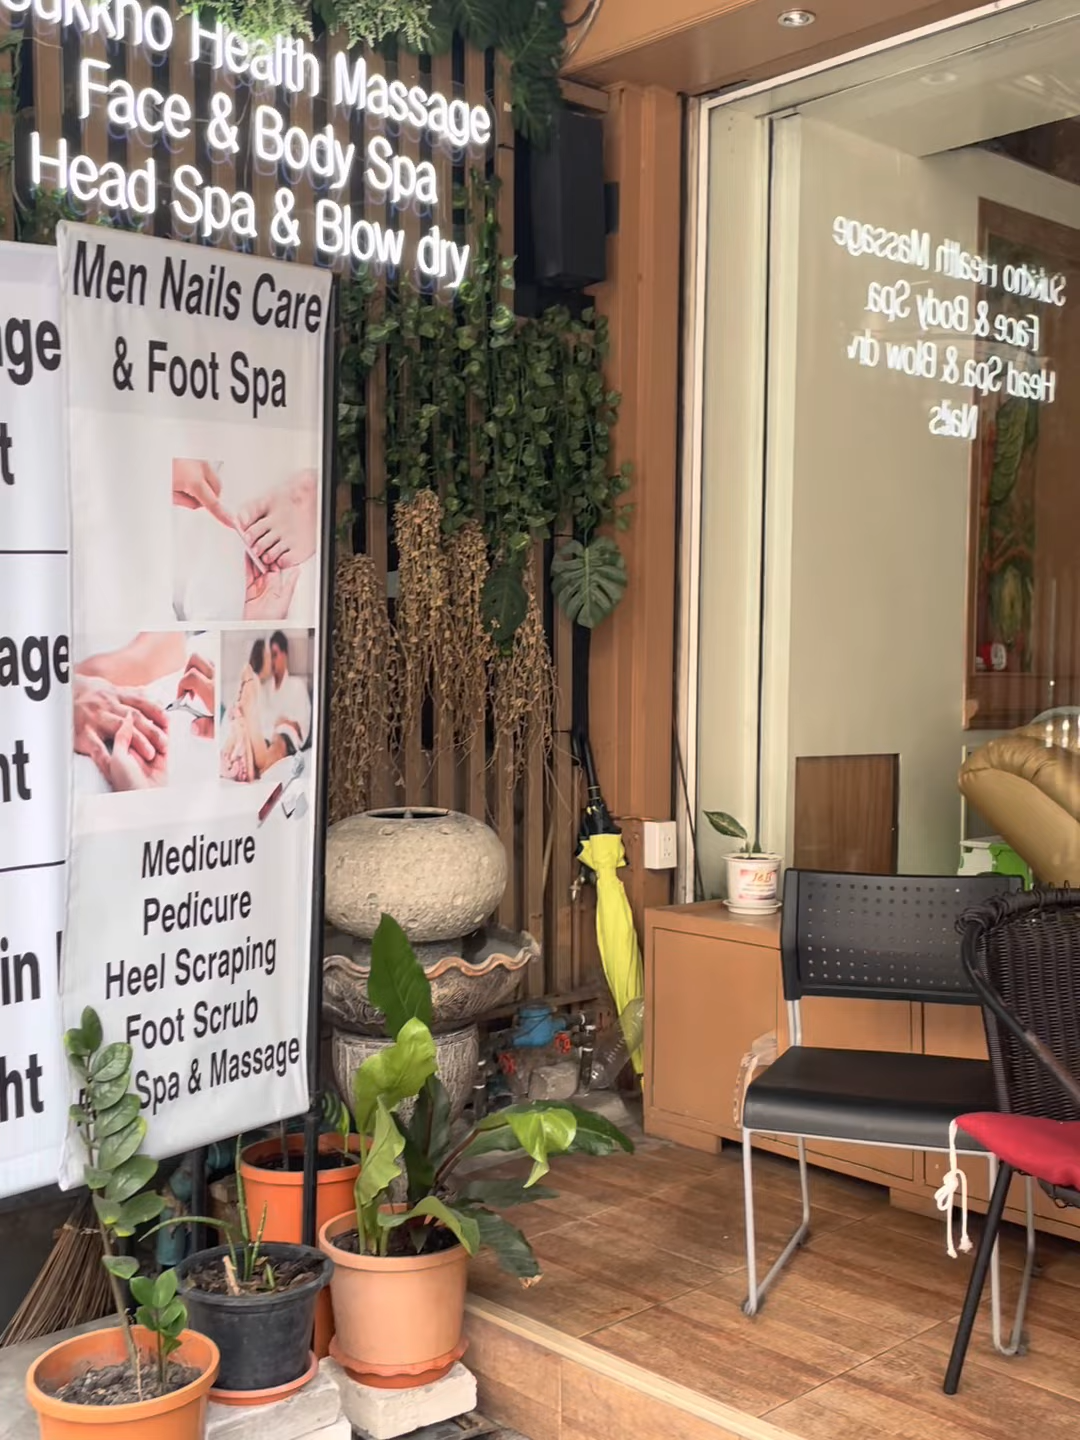 Sukkho Health Massage
Face & Body Spa
Head Spa & Blow dry
Men Nails Care
& Foot Spa
Medicure
Pedicure
Heel Scraping
Foot Scrub
Spa & Massage
Sukkho Health Massage
Face & Body Spa
Head Spa & Blow dry
Nails